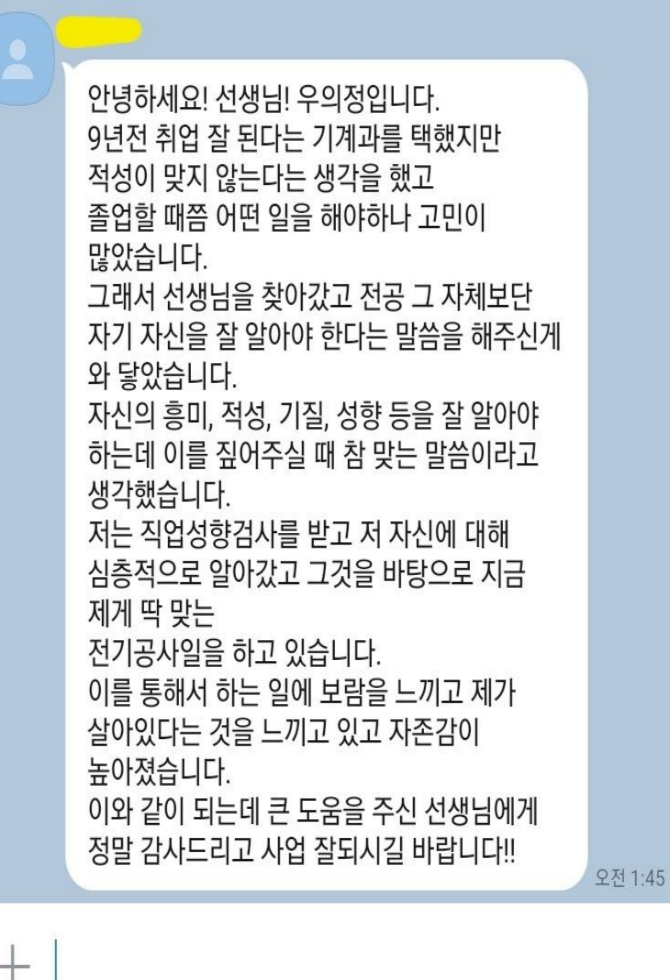 안녕하세요! 선생님! 우의정입니다.
9년전 취업 잘 된다는 기계과를 택했지만
적성이 맞지 않는다는 생각을 했고
졸업할 때쯤 어떤 일을 해야하나 고민이
많았습니다.
그래서 선생님을 찾아갔고 전공 그 자체보단
자기 자신을 잘 알아야 한다는 말씀을 해주신게
와 닿았습니다.
자신의 흥미, 적성, 기질, 성향 등을 잘 알아야
하는데 이를 짚어주실 때 참 맞는 말씀이라고
생각했습니다.
저는 직업성향검사를 받고 저 자신에 대해
심층적으로 알아갔고 그것을 바탕으로 지금
제게 딱 맞는
전기공사일을 하고 있습니다.
이를 통해서 하는 일에 보람을 느끼고 제가
살아있다는 것을 느끼고 있고 자존감이
높아졌습니다.
이와 같이 되는데 큰 도움을 주신 선생님에게
정말 감사드리고 사업 잘되시길 바랍니다!!
오전 1:45